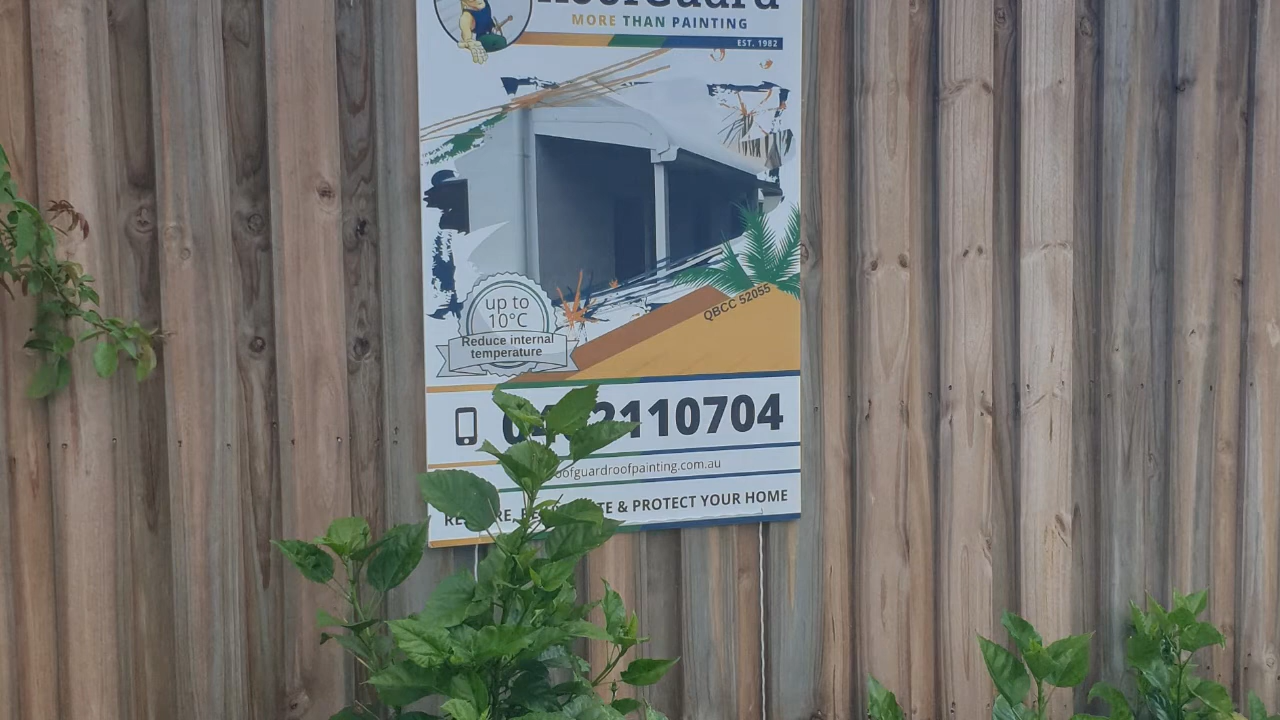 RoofGuard
MORE THAN PAINTING
EST. 1982
up to
10°C
Reduce internal
temperature
QBCC 52055
2110704
oofguardroofpainting.com.au
& PROTECT YOUR HOME